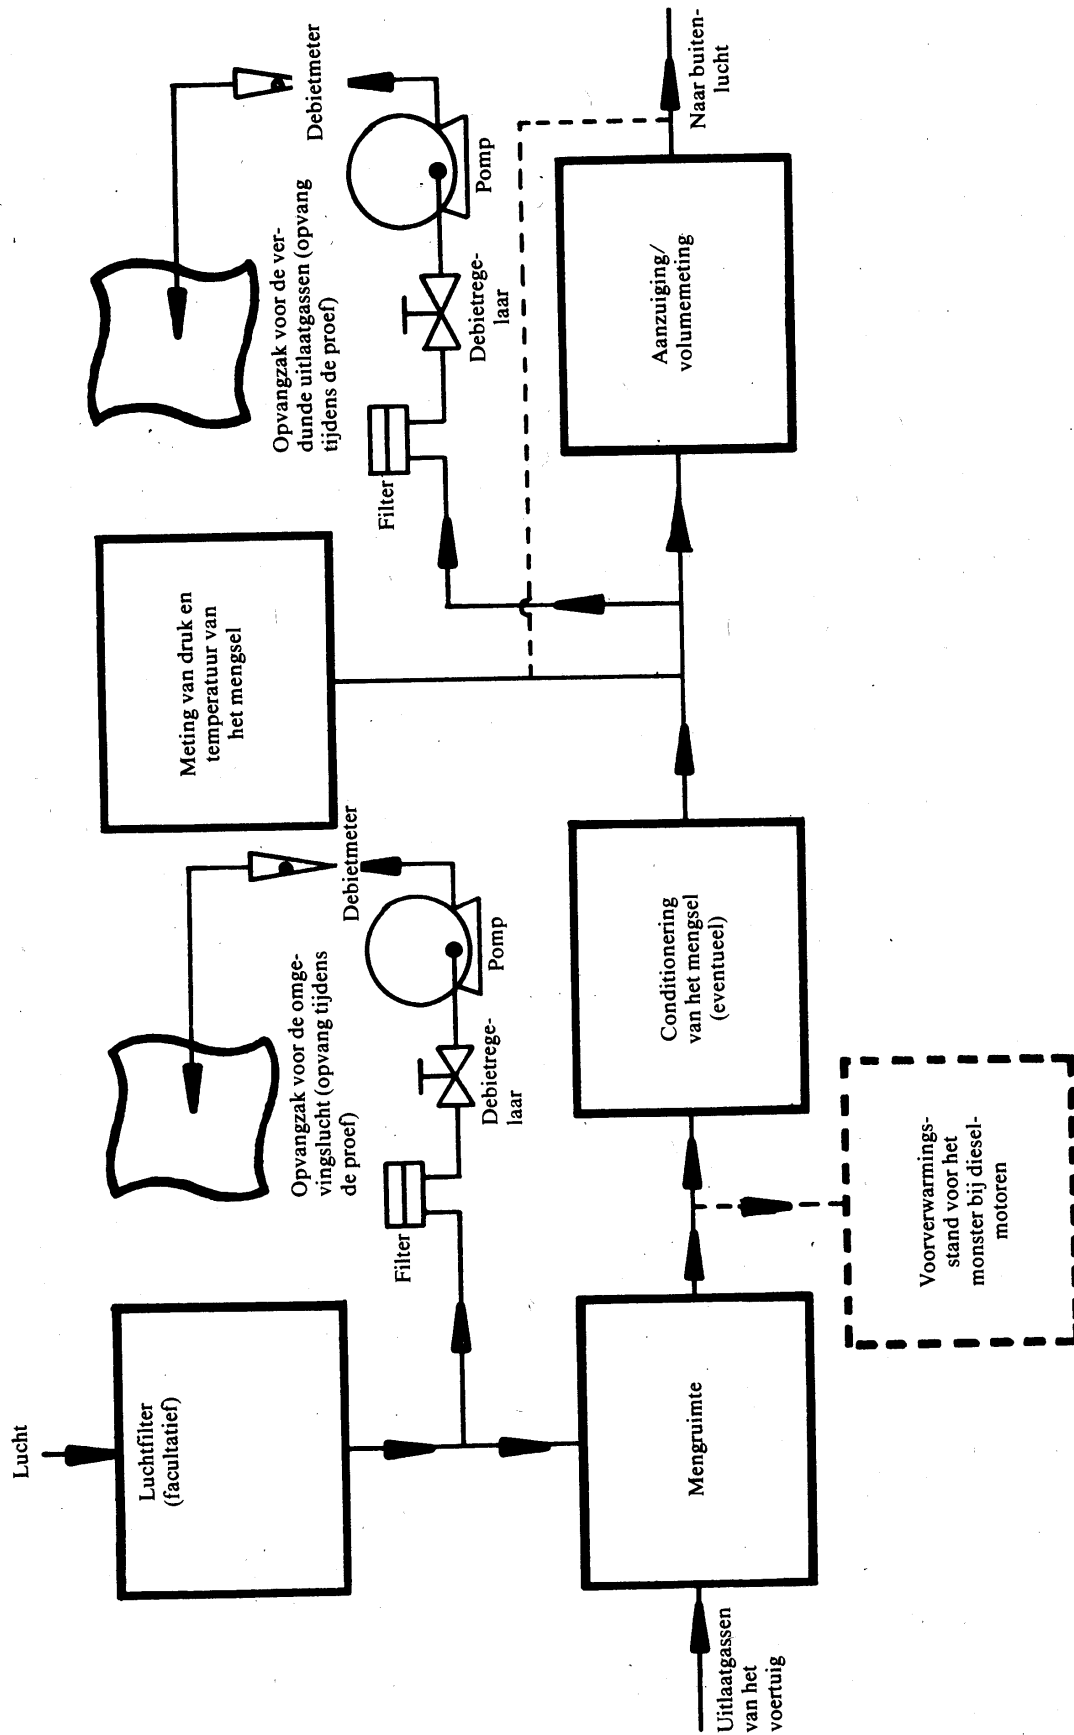 Lucht
Luchtfilter
(facultatief)
Opvangzak voor de omge-
vingslucht (opvang tijdens
de proef)
Debietmeter
Filter
Debietrege-
laar
Pomp
Meting van druk en
temperatuur van
het mengsel
Opvangzak voor de ver-
dunde uitlaatgassen (opvang
tijdens de proef)
Debietmeter
Filter
Debietrege-
laar
Pomp
Uitlaatgassen
van het
voertuig
Mengruimte
Conditionering
van het mengsel
(eventueel)
Aanzuiging/
volumemeting
Naar buiten-
lucht
Voorverwarmings-
stand voor het
monster bij diesel-
motoren